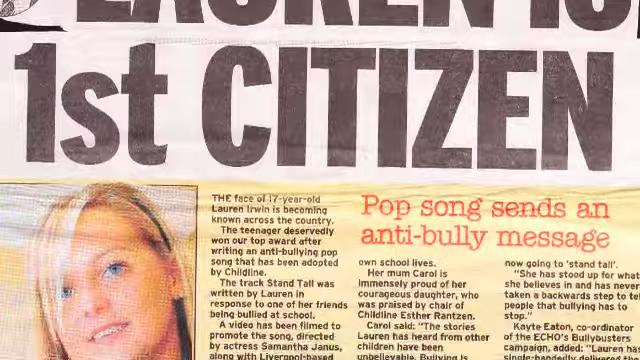 LAUREN IS
1st CITIZEN
THE face of 17-year-old
Lauren Irwin is becoming
known across the country.
The teenager deservedly
won our top award after
writing an anti-bullying pop
song that has been adopted
by Childline.
The track Stand Tall was
written by Lauren in
response to one of her friends
being bullied at school.
A video has been filmed to
promote the song, directed
by actress Samantha Janus,
along with Liverpool-based
Pop song sends an
anti-bully message
own school lives.
Her mum Carol is
immensely proud of her
courageous daughter, who
was praised by chair of
Childline Esther Rantzen.
Carol said: "The stories
Lauren has heard from other
children have been
unbelievable. Bullying is
now going to 'stand tall'.
"She has stood up for what
she believes in and has never
taken a backwards step to tell
people that bullying has to
stop."
Kayte Eaton, co-ordinator
of the ECHO's Bullybusters
campaign, added: "Lauren has
single-handedly delivered the